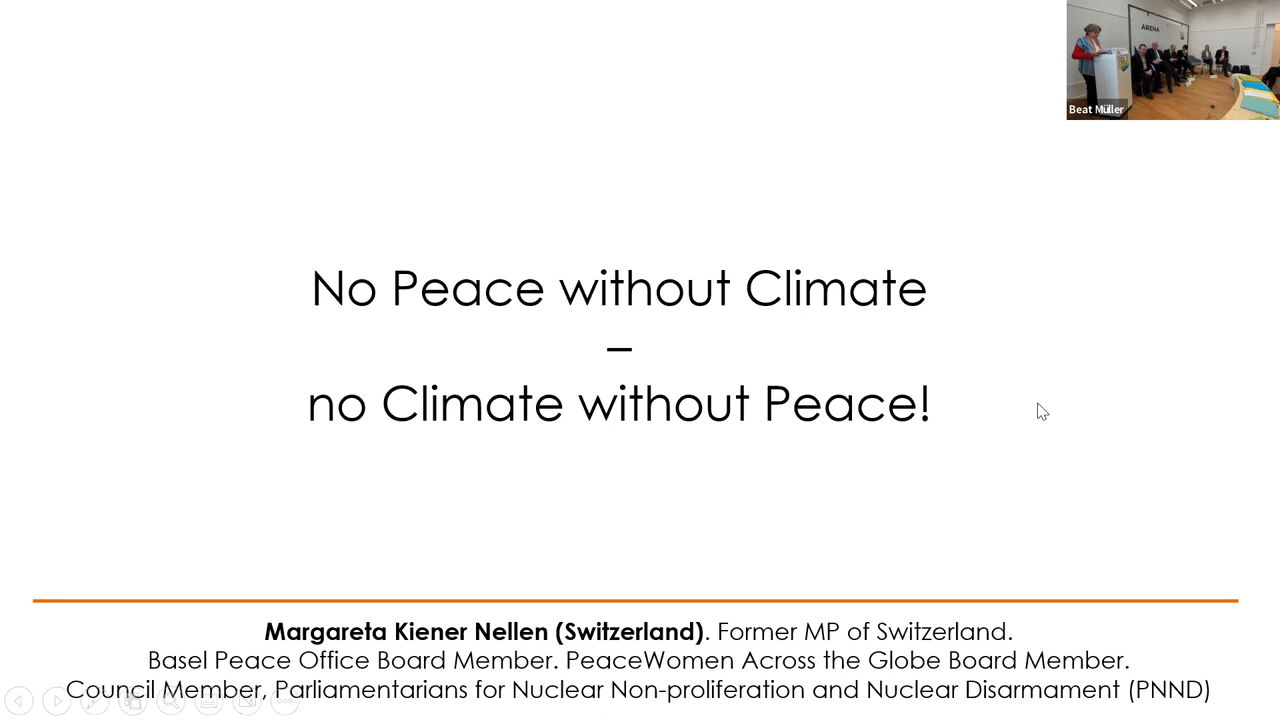 ARENA
Beat Müller
No Peace without Climate
–
no Climate without Peace!
Margareta Kiener Nellen (Switzerland). Former MP of Switzerland.
Basel Peace Office Board Member. PeaceWomen Across the Globe Board Member.
Council Member, Parliamentarians for Nuclear Non-proliferation and Nuclear Disarmament (PNND)